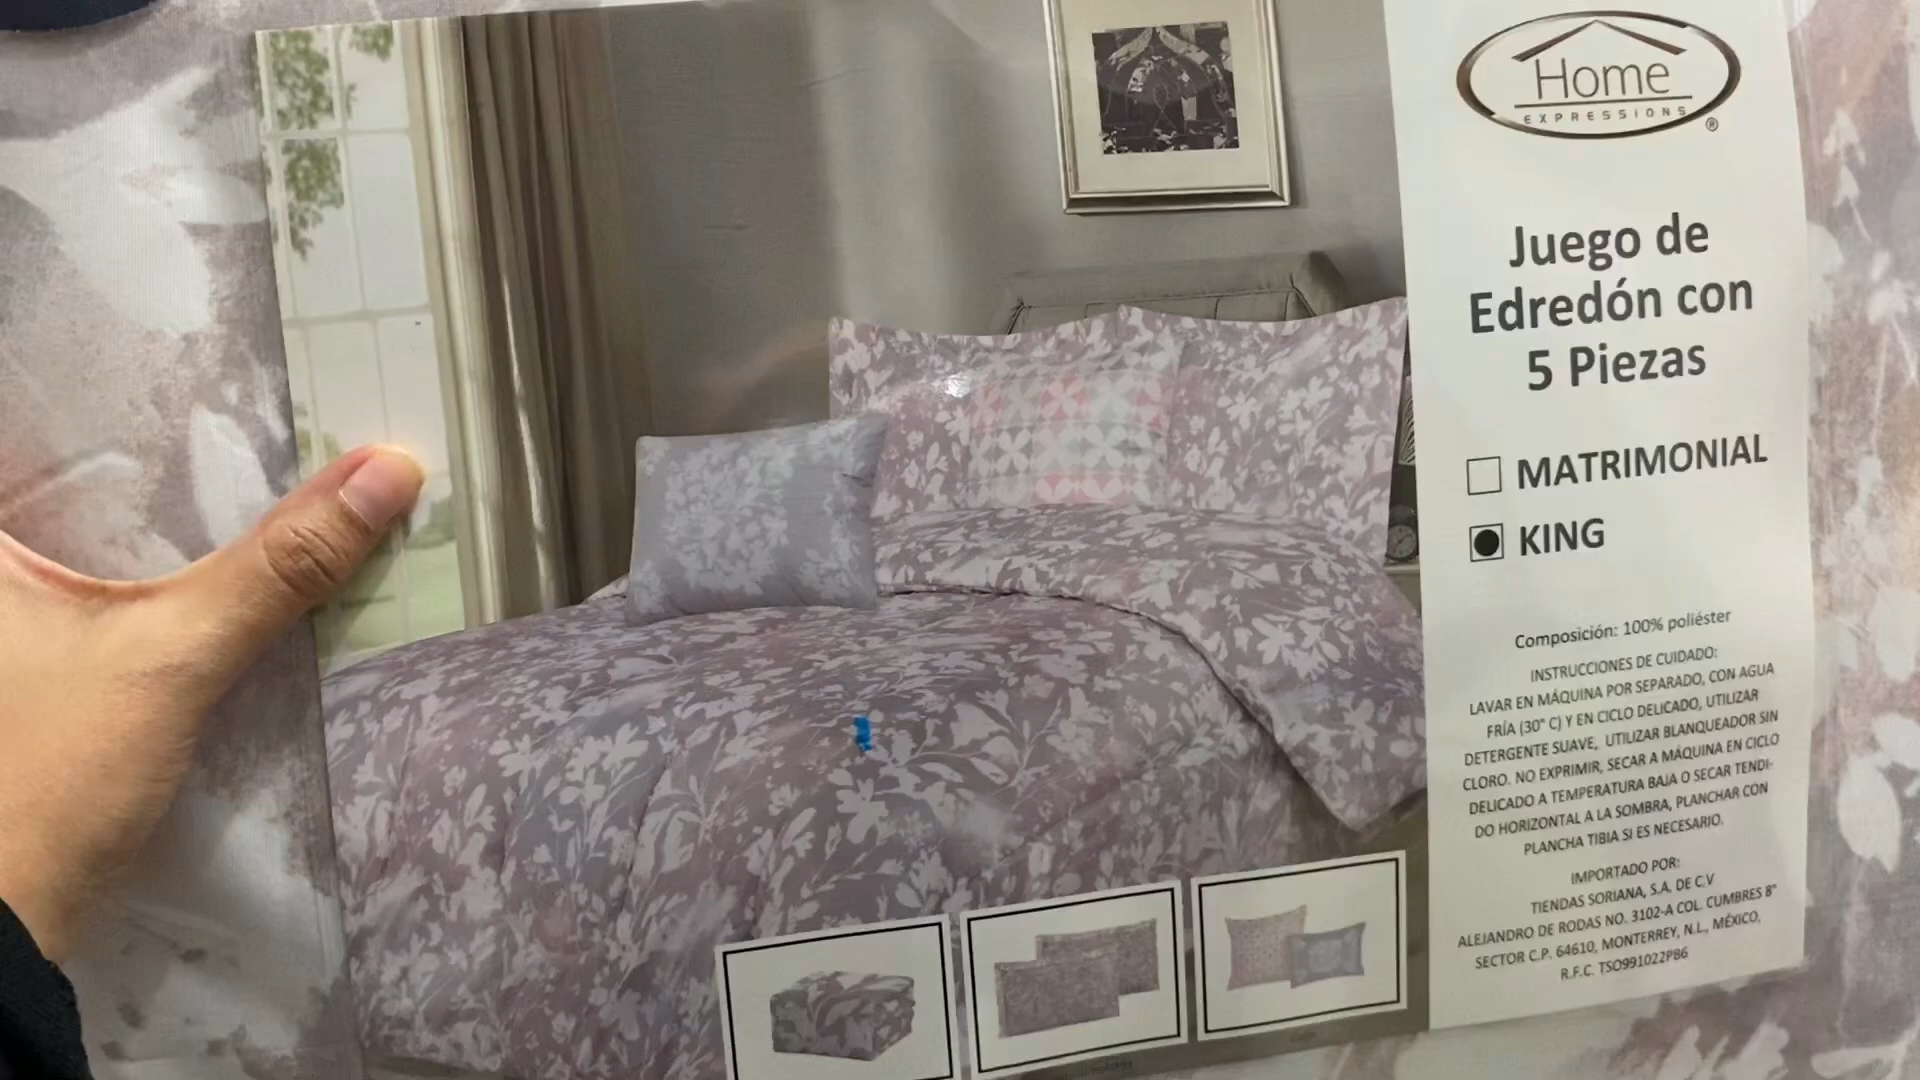 Home
EXPRESSIONS
®
Juego de
Edredón con
5 Piezas
MATRIMONIAL
KING
Composición: 100% poliéster
INSTRUCCIONES DE CUIDADO:
LAVAR EN MÁQUINA POR SEPARADO, CON AGUA
FRÍA (30° C) Y EN CICLO DELICADO, UTILIZAR
DETERGENTE SUAVE, UTILIZAR BLANQUEADOR SIN
CLORO. NO EXPRIMIR, SECAR A MÁQUINA EN CICLO
DELICADO A TEMPERATURA BAJA O SECAR TENDI-
DO HORIZONTAL A LA SOMBRA, PLANCHAR CON
PLANCHA TIBIA SI ES NECESARIO.
IMPORTADO POR:
TIENDAS SORIANA, S.A. DE C.V
ALEJANDRO DE RODAS NO. 3102-A COL. CUMBRES 8°
SECTOR C.P. 64610, MONTERREY, N.L., MÉXICO,
R.F.C. TSO991022PB6